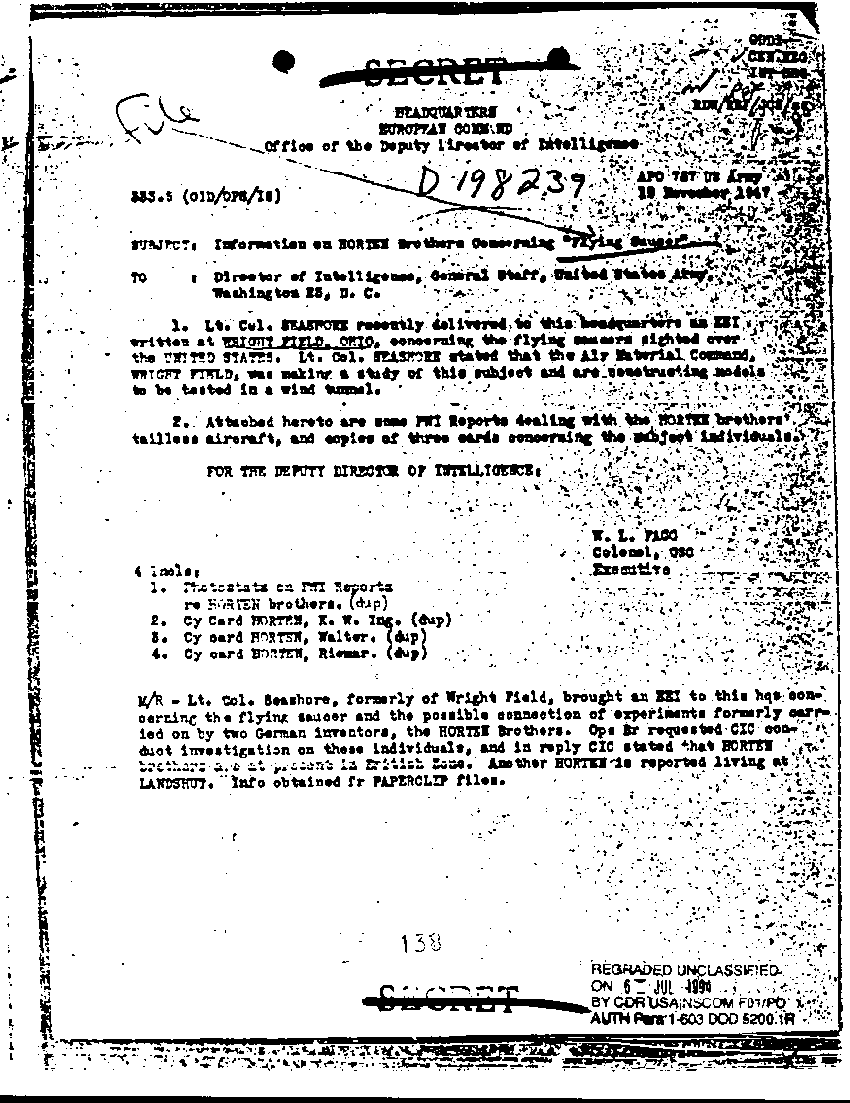 SECRET
File
HEADQUARTERS
EUROPEAN COMMAND
Office of the Deputy Director of Intelligence
D 198239
APO 757 US Army
18 November 1947
333.5 (OID/OPS/IS)
SUBJECT: Information on HORTEN Brothers Concerning "Flying Saucer"
TO : Director of Intelligence, General Staff, United States Army,
Washington 25, D. C.
1. Lt. Col. SEASHORE recently delivered to this headquarters an EEI
written at WRIGHT FIELD, OHIO, concerning the flying saucers sighted over
the UNITED STATES. Lt. Col. SEASHORE stated that the Air Material Command,
WRIGHT FIELD, was making a study of this subject and are constructing models
to be tested in a wind tunnel.
2. Attached hereto are some PWI Reports dealing with the HORTEN brothers'
tailless aircraft, and copies of three cards concerning the subject individuals.
FOR THE DEPUTY DIRECTOR OF INTELLIGENCE:
W. L. FAGG
Colonel, GSC
Executive
4 Incls:
1. Photostats on PWI Reports
re HORTEN brothers. (dup)
2. Cy Card HORTEN, K. W. Ing. (dup)
3. Cy card HORTEN, Walter. (dup)
4. Cy card HORTEN, Riemar. (dup)
M/R - Lt. Col. Seashore, formerly of Wright Field, brought an EEI to this hqs con-
cerning the flying saucer and the possible connection of experiments formerly carr-
ied on by two German inventors, the HORTEN Brothers. Ops Br requested CIC con-
duct investigation on these individuals, and in reply CIC stated that HORTEN
brothers are at present in British Zone. Another HORTEN is reported living at
LANDSHUT. Info obtained fr PAPERCLIP files.
138
SECRET
REGRADED UNCLASSIFIED
ON 6 JUL 1994
BY CDR USAINSCOM F01/PO
AUTH Para 1-603 DOD 5200.1R